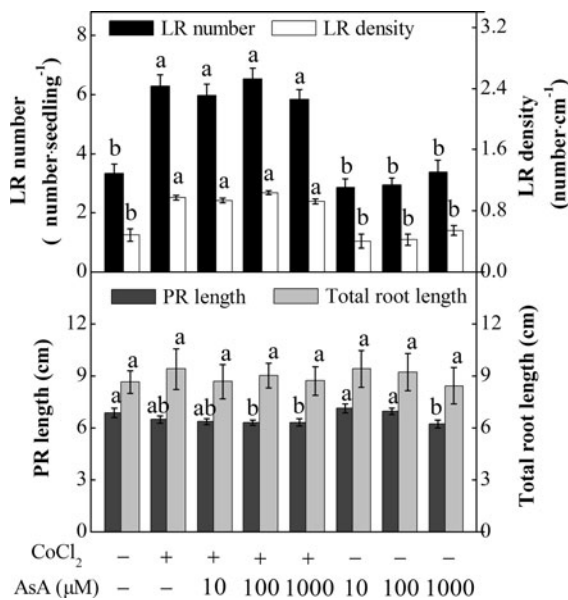 LR number LR density
8
6
4
2
0
LR number
( number·seedling⁻¹)
3.2
2.4
1.6
0.8
0.0
LR density
(number·cm⁻¹)
b b a a a a a a a a b b b b b b
PR length Total root length
12
9
6
3
0
PR length (cm)
12
9
6
3
0
Total root length (cm)
a a ab a ab a b a b a a a a a b a
CoCl₂ – + + + + – – –
AsA (μM) – – 10 100 1000 10 100 1000